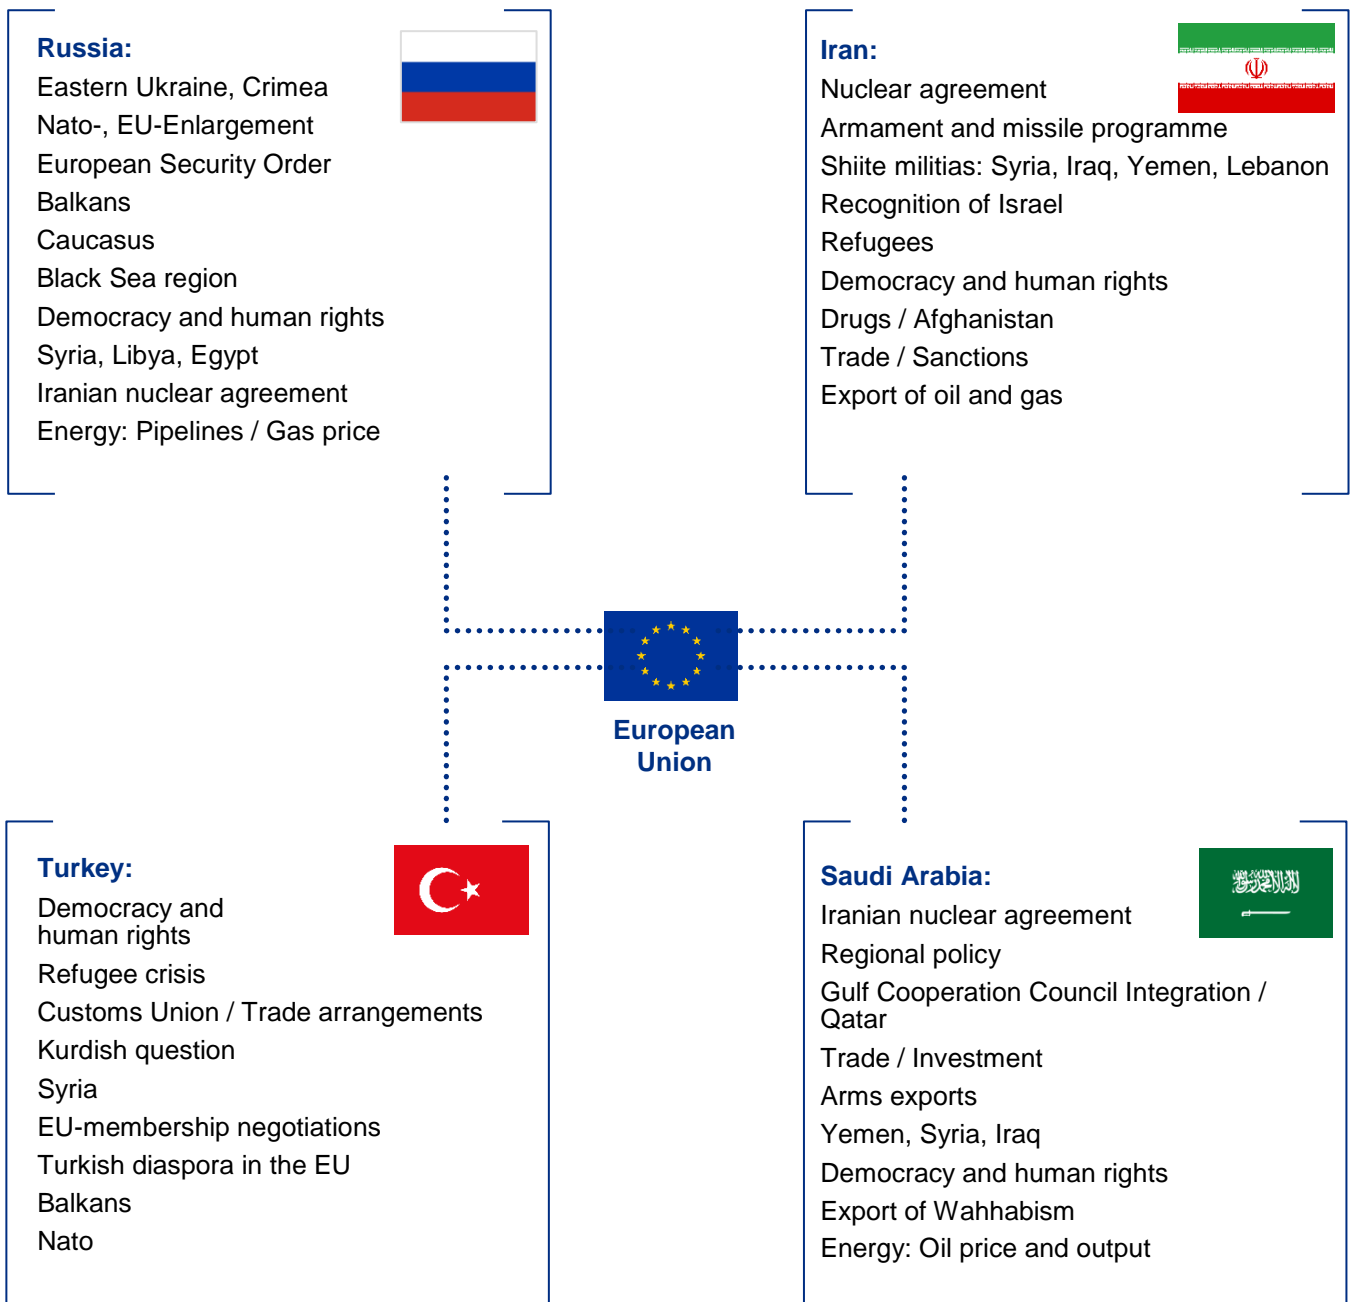 Russia:
Eastern Ukraine, Crimea
Nato-, EU-Enlargement
European Security Order
Balkans
Caucasus
Black Sea region
Democracy and human rights
Syria, Libya, Egypt
Iranian nuclear agreement
Energy: Pipelines / Gas price
Iran:
Nuclear agreement
Armament and missile programme
Shiite militias: Syria, Iraq, Yemen, Lebanon
Recognition of Israel
Refugees
Democracy and human rights
Drugs / Afghanistan
Trade / Sanctions
Export of oil and gas
European
Union
Turkey:
Democracy and
human rights
Refugee crisis
Customs Union / Trade arrangements
Kurdish question
Syria
EU-membership negotiations
Turkish diaspora in the EU
Balkans
Nato
Saudi Arabia:
Iranian nuclear agreement
Regional policy
Gulf Cooperation Council Integration /
Qatar
Trade / Investment
Arms exports
Yemen, Syria, Iraq
Democracy and human rights
Export of Wahhabism
Energy: Oil price and output